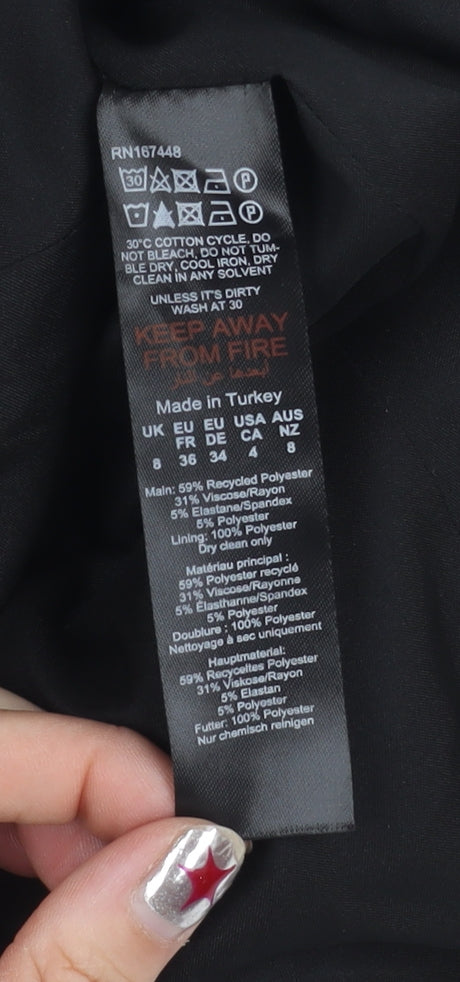 RN167448
30
P
P
30°C COTTON CYCLE, DO
NOT BLEACH, DO NOT TUM-
BLE DRY, COOL IRON, DRY
CLEAN IN ANY SOLVENT
UNLESS IT'S DIRTY
WASH AT 30
KEEP AWAY
FROM FIRE
أبعدها عن النار
Made in Turkey
UK EU EU USA AUS
FR DE CA NZ
8 36 34 4 8
Main: 59% Recycled Polyester
31% Viscose/Rayon
5% Elastane/Spandex
5% Polyester
Lining: 100% Polyester
Dry clean only
Matériau principal :
59% Polyester recyclé
31% Viscose/Rayonne
5% Élasthanne/Spandex
5% Polyester
Doublure : 100% Polyester
Nettoyage à sec uniquement
Hauptmaterial:
59% Recyceltes Polyester
31% Viskose/Rayon
5% Elastan
5% Polyester
Futter: 100% Polyester
Nur chemisch reinigen